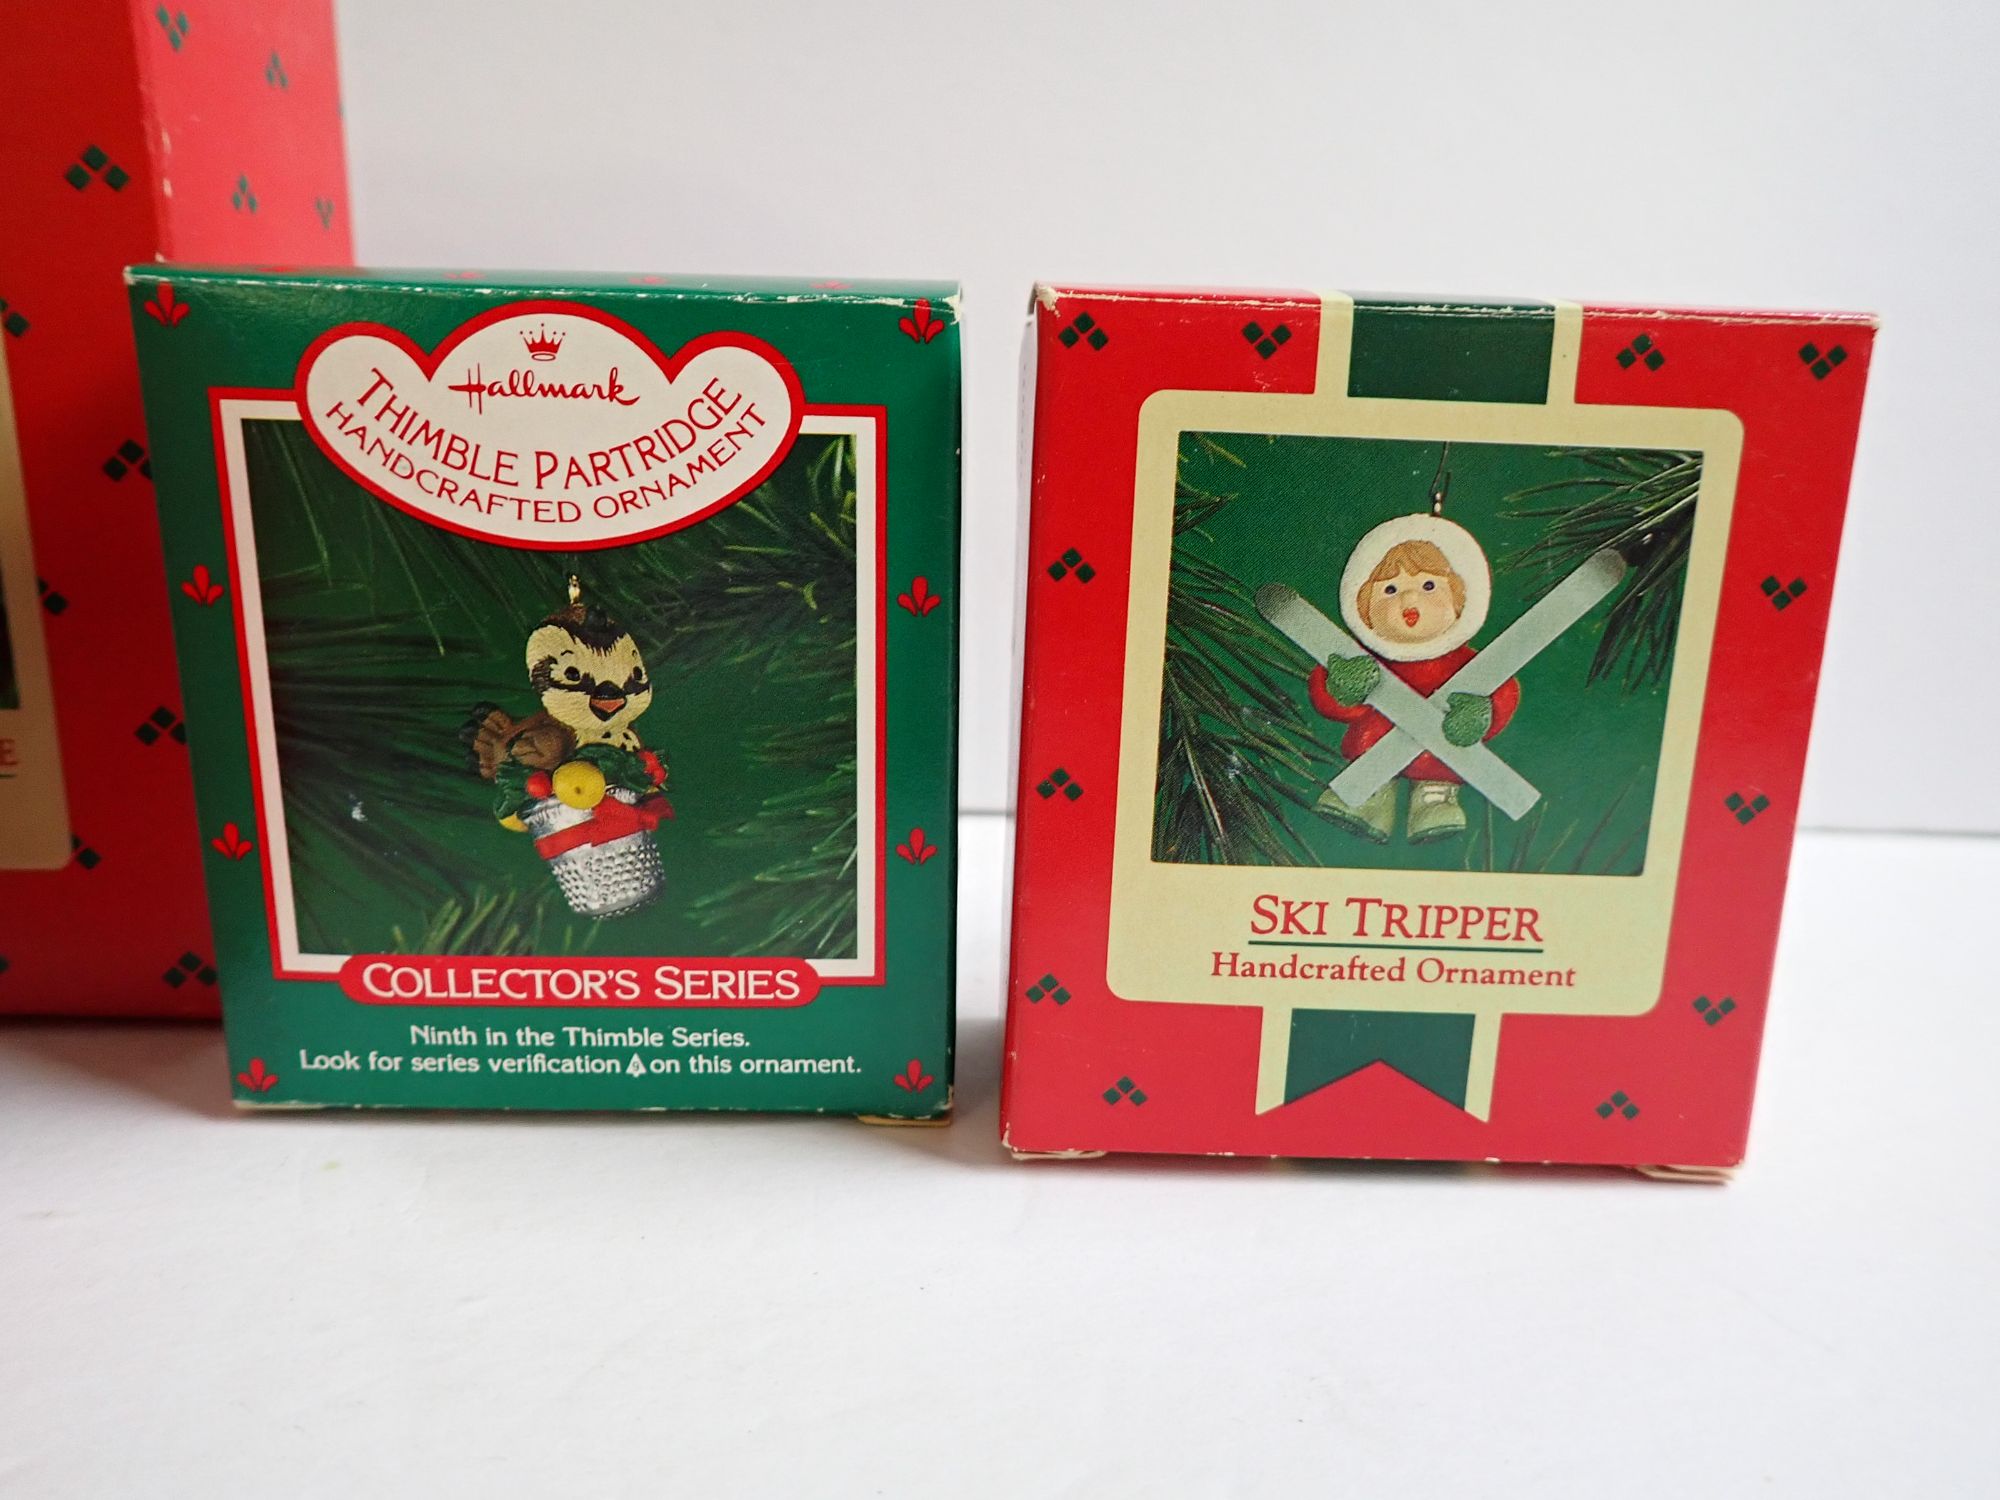 Hallmark
THIMBLE PARTRIDGE
HANDCRAFTED ORNAMENT
COLLECTOR'S SERIES
Ninth in the Thimble Series.
Look for series verification 9 on this ornament.
E
SKI TRIPPER
Handcrafted Ornament